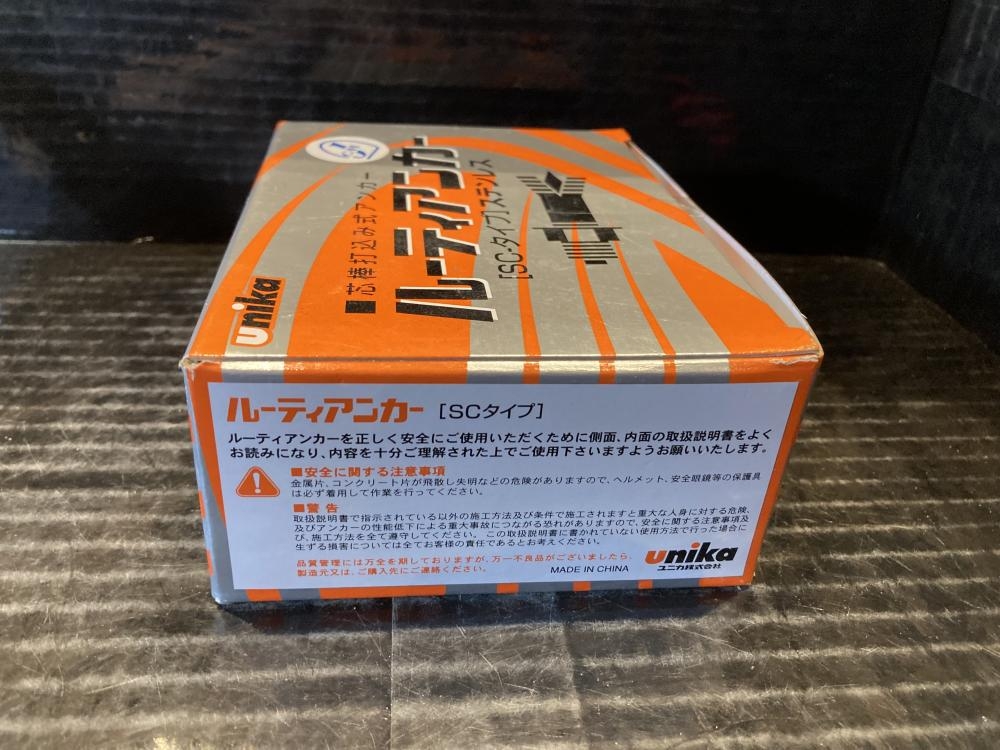 unika
■芯棒打込み式アンカー
ルーティアンカー
[SC-タイプ]ステンレス
ルーティアンカー [SCタイプ]
ルーティアンカーを正しく安全にご使用いただくために側面、内面の取扱説明書をよく
お読みになり、内容を十分ご理解された上でご使用下さいますようお願いいたします。
■安全に関する注意事項
金属片、コンクリート片が飛散し失明などの危険がありますので、ヘルメット、安全眼鏡等の保護具
は必ず着用して作業を行ってください。
■警 告
取扱説明書で指示されている以外の施工方法及び条件で施工されますと重大な人身に対する危険、
及びアンカーの性能低下による重大事故につながる恐れがありますので、安全に関する注意事項及
び、施工方法を全て遵守してください。この取扱説明書に書かれていない使用方法で行った場合に
生ずる損害については全てお客様の責任であるとお考えください。
品質管理には万全を期しておりますが、万一不良品がございましたら、
製造元又は、ご購入先にご連絡ください。
MADE IN CHINA
unika
ユニカ株式会社